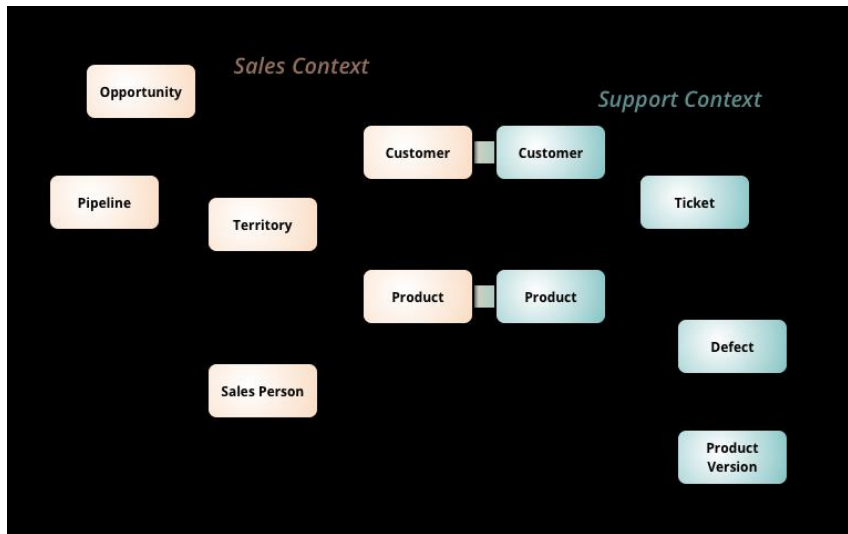 Sales Context
Opportunity
Support Context
Customer
Customer
Pipeline
Ticket
Territory
Product
Product
Defect
Sales Person
Product
Version